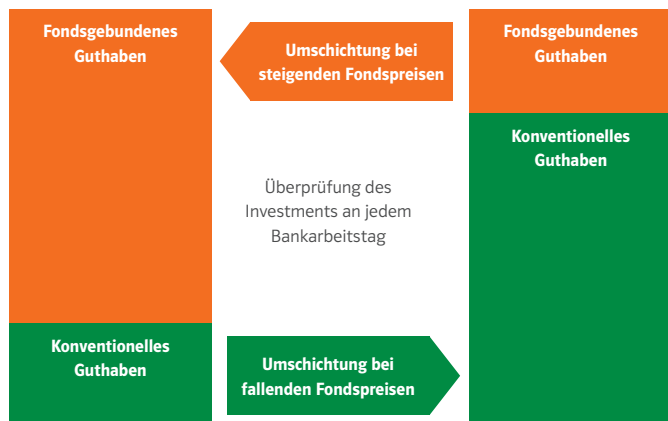 Fondsgebundenes
Guthaben
Konventionelles
Guthaben
Umschichtung bei
steigenden Fondspreisen
Überprüfung des
Investments an jedem
Bankarbeitstag
Umschichtung bei
fallenden Fondspreisen
Fondsgebundenes
Guthaben
Konventionelles
Guthaben